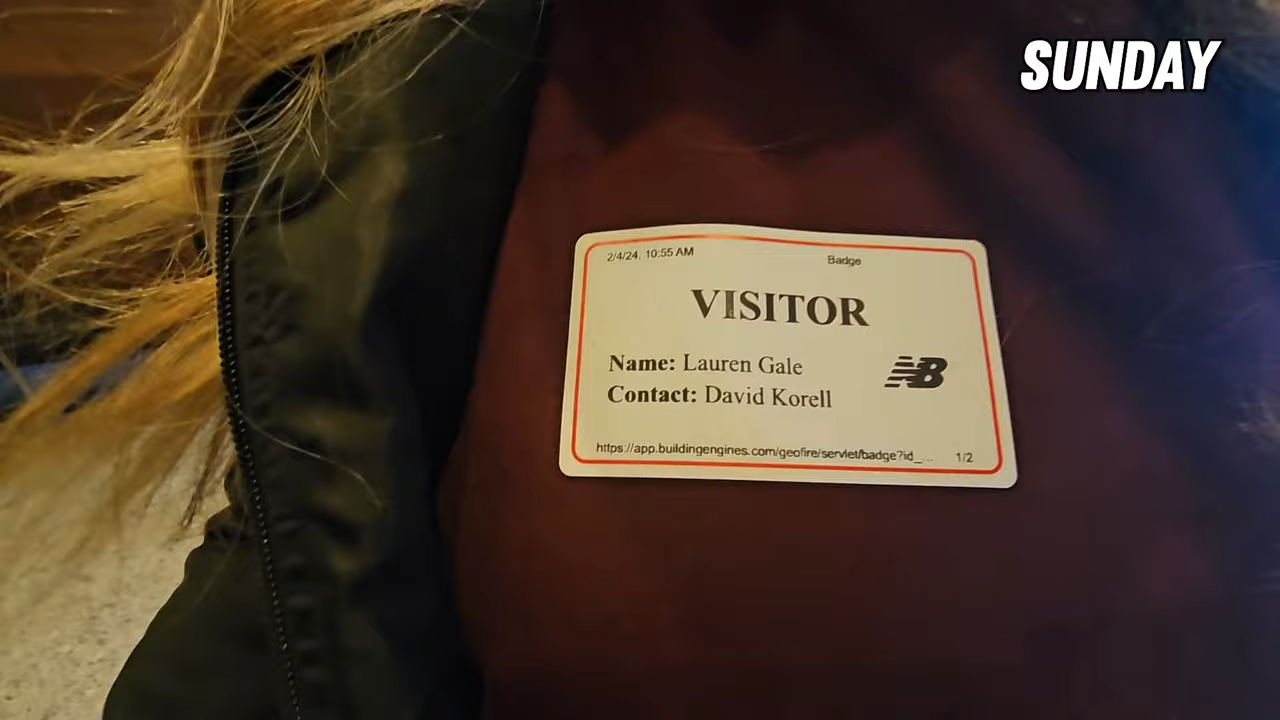 SUNDAY
2/4/24, 10:55 AM Badge
VISITOR
Name: Lauren Gale
NB
Contact: David Korell
https://app.buildingengines.com/geofire/servlet/badge?id_... 1/2